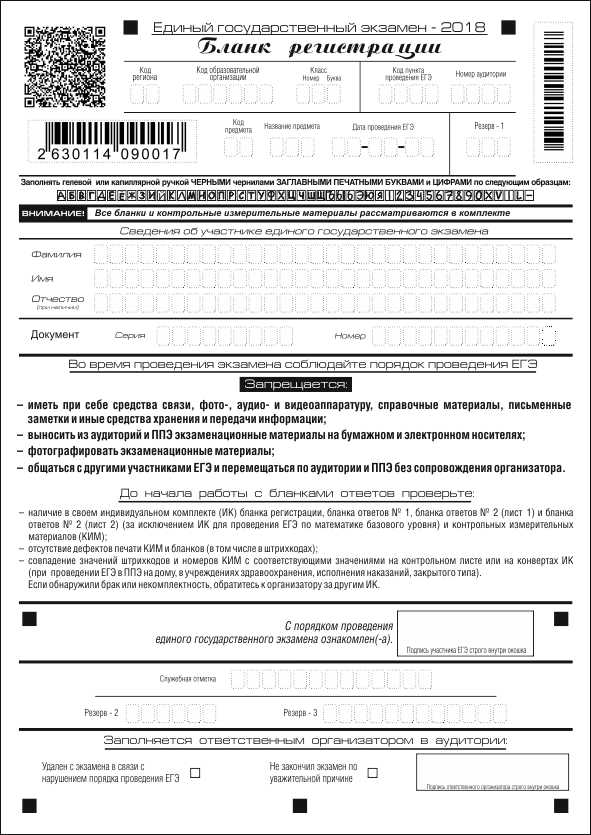 Единый государственный экзамен - 2018
Бланк регистрации
Код региона
Код образовательной организации
Класс
Номер Буква
Код пункта проведения ЕГЭ
Номер аудитории
2 630114 090017
Код предмета
Название предмета
Дата проведения ЕГЭ
Резерв - 1
Заполнять гелевой или капиллярной ручкой ЧЕРНЫМИ чернилами ЗАГЛАВНЫМИ ПЕЧАТНЫМИ БУКВАМИ и ЦИФРАМИ по следующим образцам:
АБВГДЕЁЖЗИЙКЛМНОПРСТУФХЦЧШЩЪЫЬЭЮЯ1234567890XVIL-
ВНИМАНИЕ! Все бланки и контрольные измерительные материалы рассматриваются в комплекте
Сведения об участнике единого государственного экзамена
Фамилия
Имя
Отчество
(при наличии)
Документ Серия Номер
Во время проведения экзамена соблюдайте порядок проведения ЕГЭ
Запрещается:
– иметь при себе средства связи, фото-, аудио- и видеоаппаратуру, справочные материалы, письменные
заметки и иные средства хранения и передачи информации;
– выносить из аудиторий и ППЭ экзаменационные материалы на бумажном и электронном носителях;
– фотографировать экзаменационные материалы;
– общаться с другими участниками ЕГЭ и перемещаться по аудитории и ППЭ без сопровождения организатора.
До начала работы с бланками ответов проверьте:
– наличие в своем индивидуальном комплекте (ИК) бланка регистрации, бланка ответов № 1, бланка ответов № 2 (лист 1) и бланка
ответов № 2 (лист 2) (за исключением ИК для проведения ЕГЭ по математике базового уровня) и контрольных измерительных
материалов (КИМ);
– отсутствие дефектов печати КИМ и бланков (в том числе в штрихкодах);
– совпадение значений штрихкодов и номеров КИМ с соответствующими значениями на контрольном листе или на конвертах ИК
(при проведении ЕГЭ в ППЭ на дому, в учреждениях здравоохранения, исполнения наказаний, закрытого типа).
Если обнаружили брак или некомплектность, обратитесь к организатору за другим ИК.
С порядком проведения
единого государственного экзамена ознакомлен(-а).
Подпись участника ЕГЭ строго внутри окошка
Служебная отметка
Резерв - 2 Резерв - 3
Заполняется ответственным организатором в аудитории:
Удален с экзамена в связи с
нарушением порядка проведения ЕГЭ
Не закончил экзамен по
уважительной причине
Подпись ответственного организатора строго внутри окошка